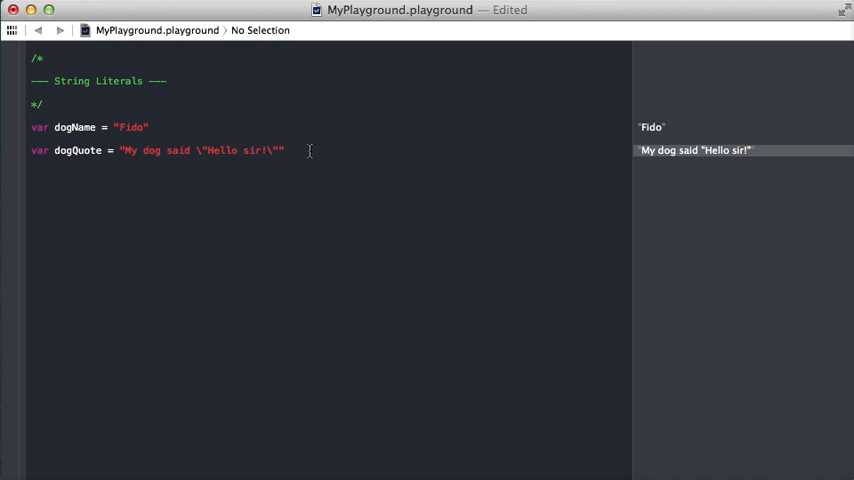 MyPlayground.playground — Edited
MyPlayground.playground › No Selection
/*
--- String Literals ---
*/
var dogName = "Fido"
"Fido"
var dogQuote = "My dog said \"Hello sir!\""
"My dog said "Hello sir!"